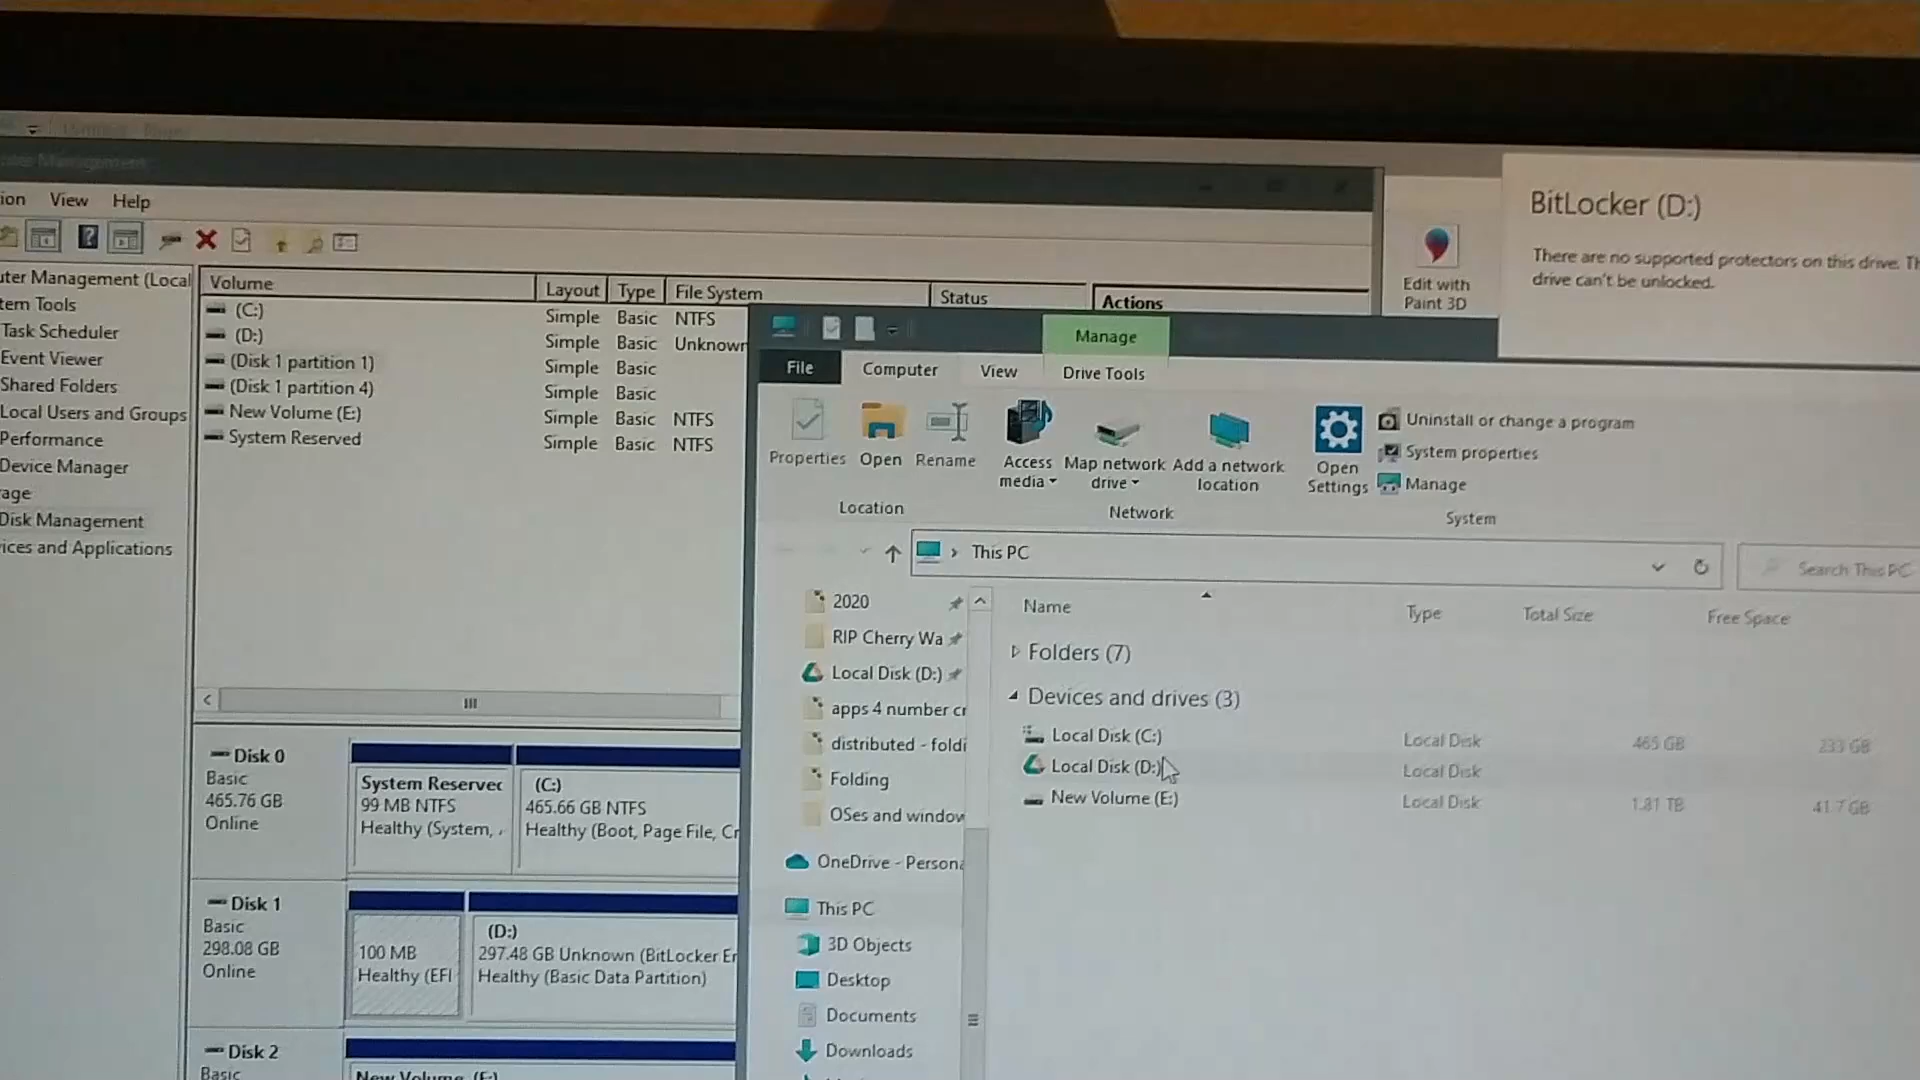 ion View Help
uter Management (Local
tem Tools
Task Scheduler
Event Viewer
Shared Folders
Local Users and Groups
Performance
Device Manager
rage
Disk Management
ices and Applications
Volume Layout Type File System Status Actions
(C:) Simple Basic NTFS
(D:) Simple Basic Unknown
(Disk 1 partition 1) Simple Basic
(Disk 1 partition 4) Simple Basic
New Volume (E:) Simple Basic NTFS
System Reserved Simple Basic NTFS
Disk 0
Basic
465.76 GB
Online
System Reserved
99 MB NTFS
Healthy (System, 
(C:)
465.66 GB NTFS
Healthy (Boot, Page File, Cr
Disk 1
Basic
298.08 GB
Online
100 MB
Healthy (EFI
(D:)
297.48 GB Unknown (BitLocker En
Healthy (Basic Data Partition)
Disk 2
Basic
New Volume (E:)
Edit with
Paint 3D
BitLocker (D:)
There are no supported protectors on this drive. Th
drive can't be unlocked.
Manage
File Computer View Drive Tools
Properties Open Rename
Location
Access
media
Map network
drive
Add a network
location
Network
Open
Settings
Uninstall or change a program
System properties
Manage
System
This PC
Search This PC
2020
RIP Cherry Wa
Local Disk (D:)
apps 4 number cr
distributed - foldi
Folding
OSes and window
OneDrive - Persona
This PC
3D Objects
Desktop
Documents
Downloads
Name Type Total Size Free Space
Folders (7)
Devices and drives (3)
Local Disk (C:) Local Disk 465 GB 233 GB
Local Disk (D:) Local Disk
New Volume (E:) Local Disk 1.81 TB 41.7 GB